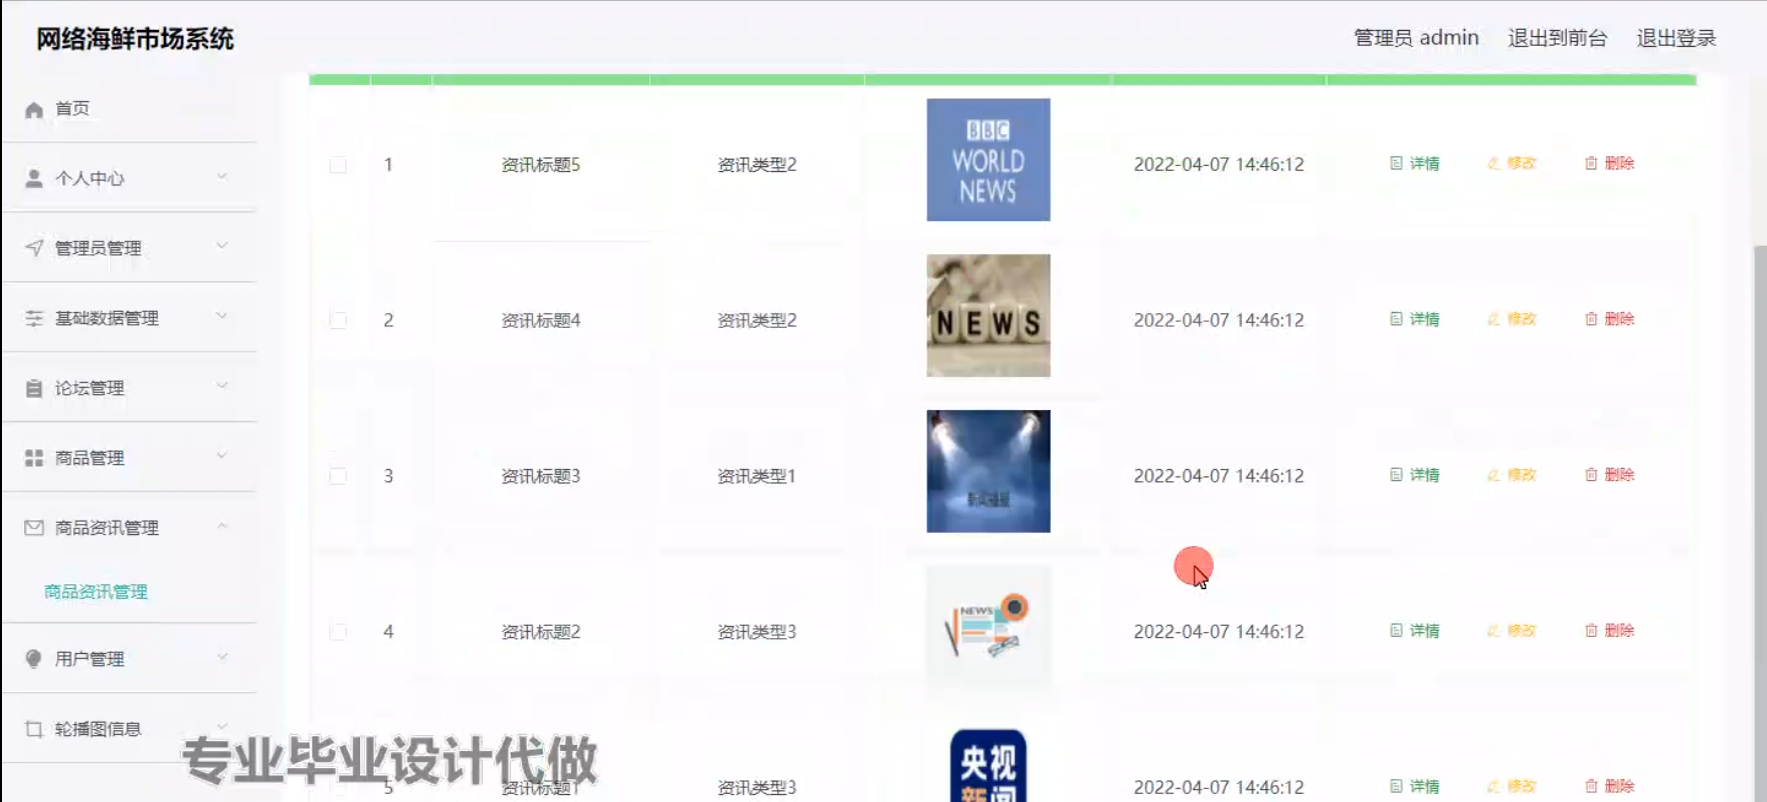 网络海鲜市场系统
管理员 admin 退出到前台 退出登录
首页
个人中心
管理员管理
基础数据管理
论坛管理
商品管理
商品资讯管理
商品资讯管理
用户管理
轮播图信息
1 资讯标题5 资讯类型2 BBC WORLD NEWS 2022-04-07 14:46:12 详情 修改 删除
2 资讯标题4 资讯类型2 NEWS 2022-04-07 14:46:12 详情 修改 删除
3 资讯标题3 资讯类型1 2022-04-07 14:46:12 详情 修改 删除
4 资讯标题2 资讯类型3 NEWS 2022-04-07 14:46:12 详情 修改 删除
5 资讯标题1 资讯类型3 央视新闻 2022-04-07 14:46:12 详情 修改 删除
专业毕业设计代做